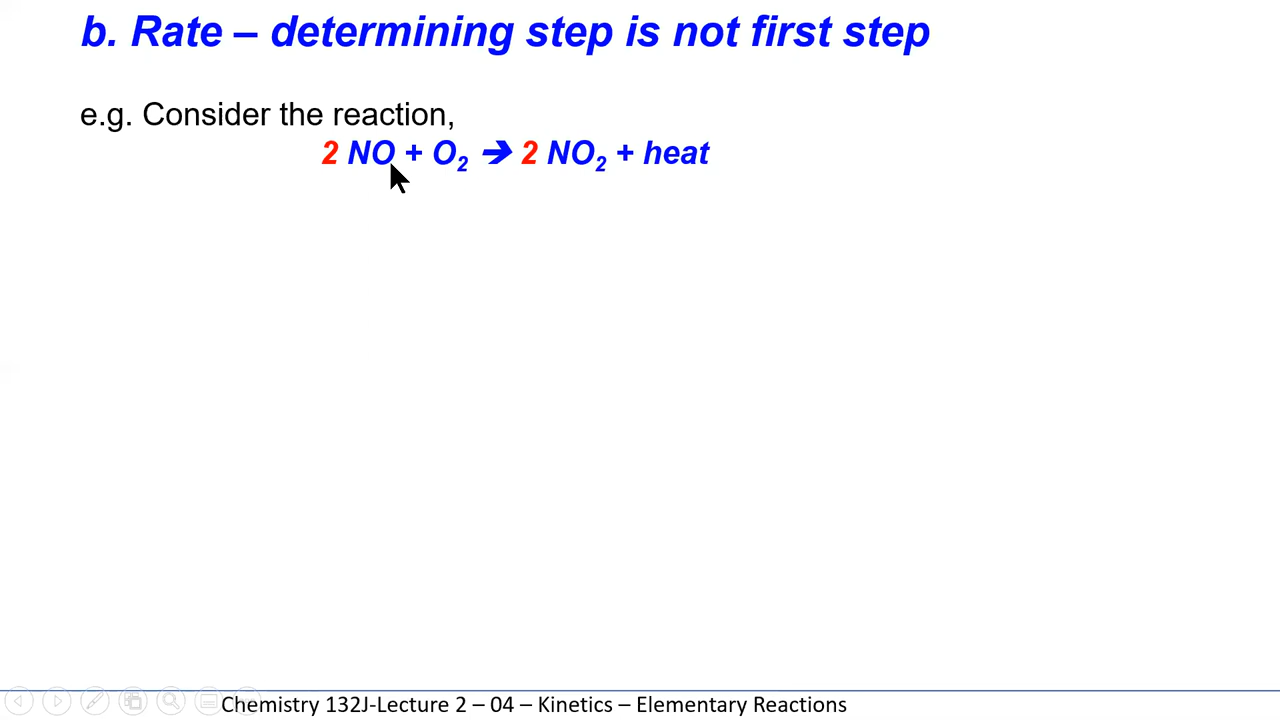 b. Rate – determining step is not first step
e.g. Consider the reaction,
2 NO + O₂ ➔ 2 NO₂ + heat
Chemistry 132J-Lecture 2 – 04 – Kinetics – Elementary Reactions